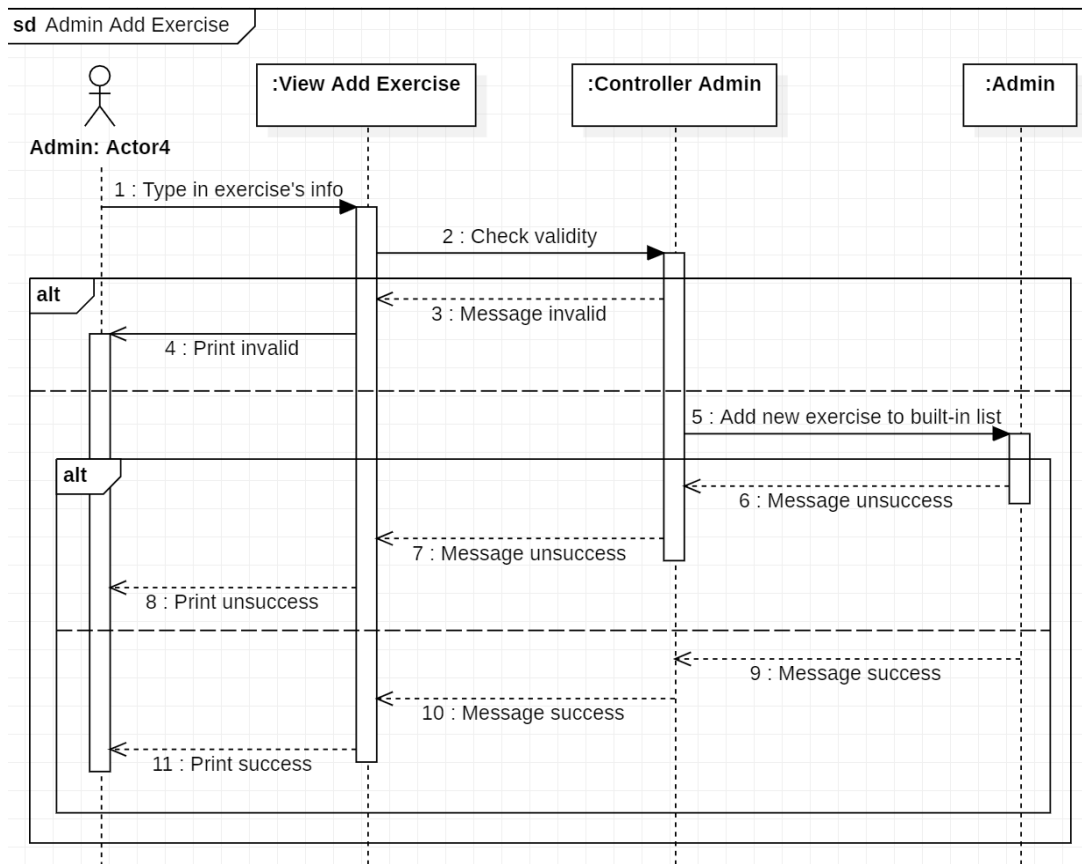 sd Admin Add Exercise
:View Add Exercise
:Controller Admin
:Admin
Admin: Actor4
1 : Type in exercise's info
2 : Check validity
alt
3 : Message invalid
4 : Print invalid
5 : Add new exercise to built-in list
alt
6 : Message unsuccess
7 : Message unsuccess
8 : Print unsuccess
9 : Message success
10 : Message success
11 : Print success